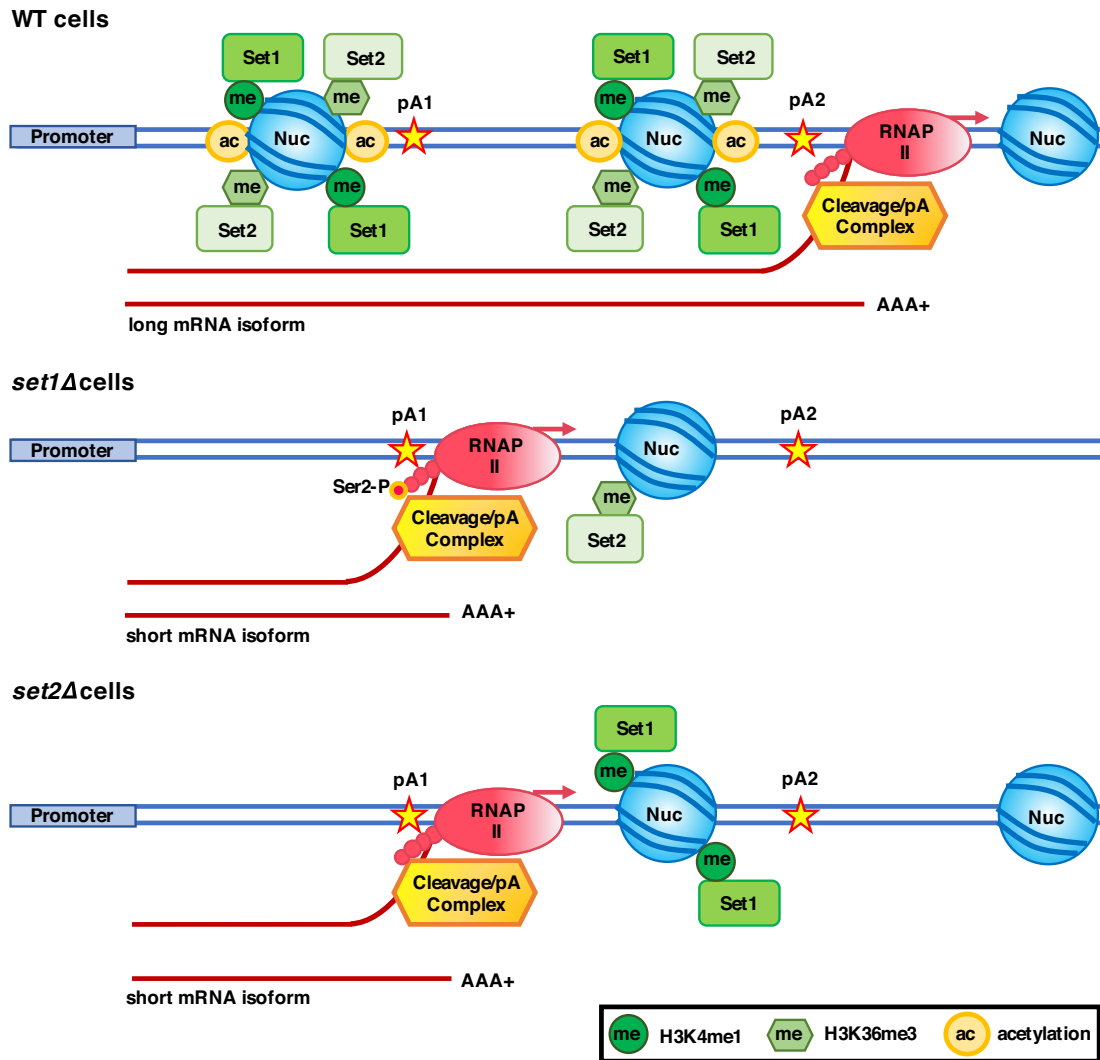 WT cells
Set1
Set2
Set1
Set2
me
me
pA1
me
me
pA2
Promoter
ac
Nuc
ac
ac
Nuc
ac
RNAP
II
Nuc
me
me
me
me
Set2
Set1
Set2
Set1
Cleavage/pA
Complex
AAA+
long mRNA isoform
set1Δcells
pA1
pA2
Promoter
RNAP
II
Nuc
Ser2-P
me
Cleavage/pA
Complex
Set2
AAA+
short mRNA isoform
set2Δcells
Set1
pA1
me
pA2
Promoter
RNAP
II
Nuc
Nuc
me
Cleavage/pA
Complex
Set1
AAA+
short mRNA isoform
me H3K4me1 me H3K36me3 ac acetylation